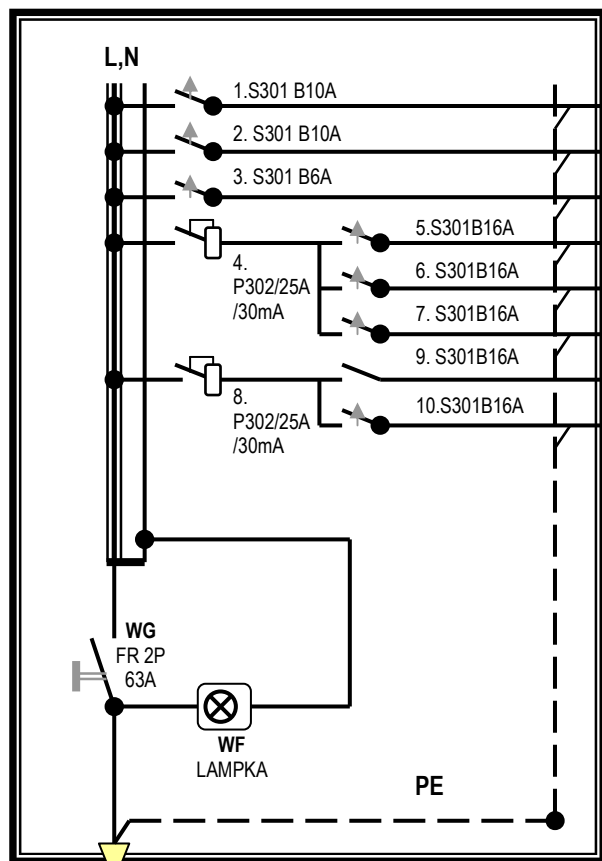 L,N
1.S301 B10A
2. S301 B10A
3. S301 B6A
4.
P302/25A
/30mA
5.S301B16A
6. S301B16A
7. S301B16A
8.
P302/25A
/30mA
9. S301B16A
10.S301B16A
WG
FR 2P
63A
WF
LAMPKA
PE